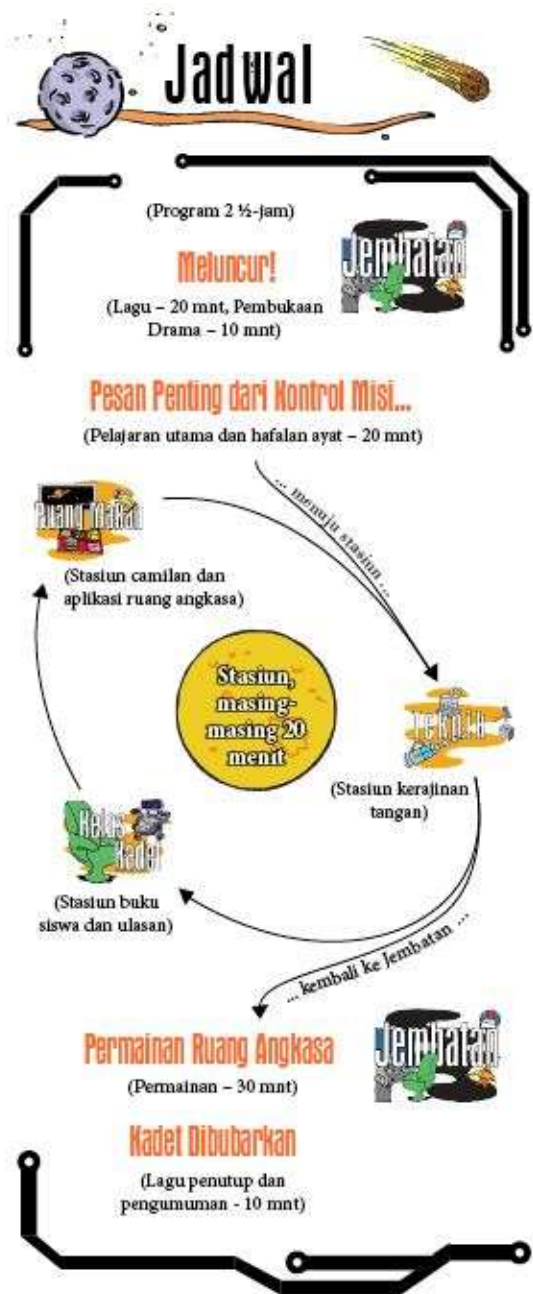 Jadwal
(Program 2 ½-jam)
Meluncur!
Jembatan
(Lagu – 20 mnt, Pembukaan
Drama – 10 mnt)
Pesan Penting dari Kontrol Misi...
(Pelajaran utama dan hafalan ayat – 20 mnt)
... menuju stasiun ...
Ruang Makan
(Stasiun camilan dan
aplikasi ruang angkasa)
Stasiun,
masing-
masing 20
menit
Teknik
(Stasiun kerajinan
tangan)
Kelas
Kadet
(Stasiun buku
siswa dan ulasan)
... kembali ke Jembatan ...
Permainan Ruang Angkasa
Jembatan
(Permainan – 30 mnt)
Kadet Dibubarkan
(Lagu penutup dan
pengumuman - 10 mnt)